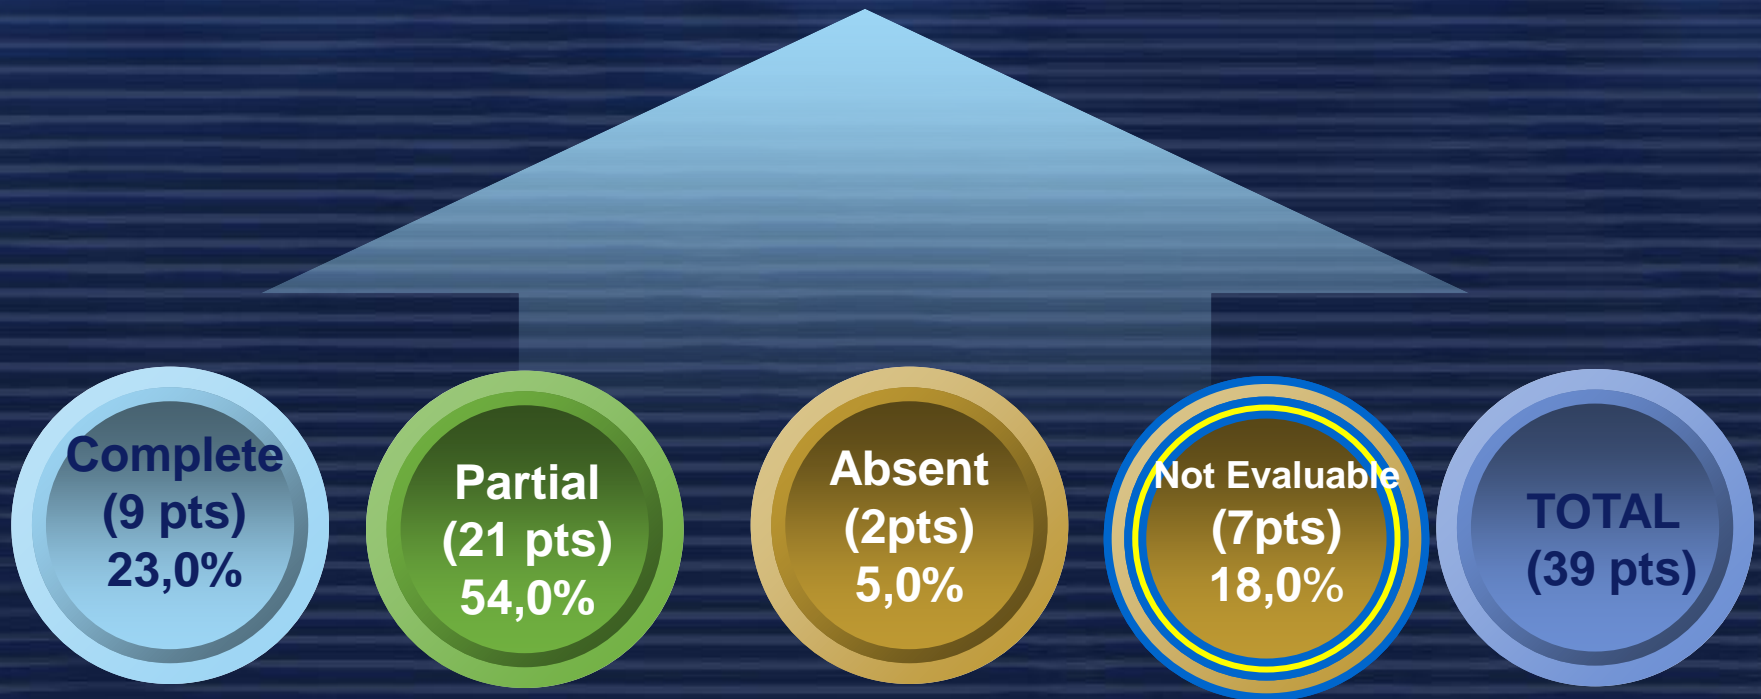 Complete
(9 pts)
23,0%
Partial
(21 pts)
54,0%
Absent
(2pts)
5,0%
Not Evaluable
(7pts)
18,0%
TOTAL
(39 pts)